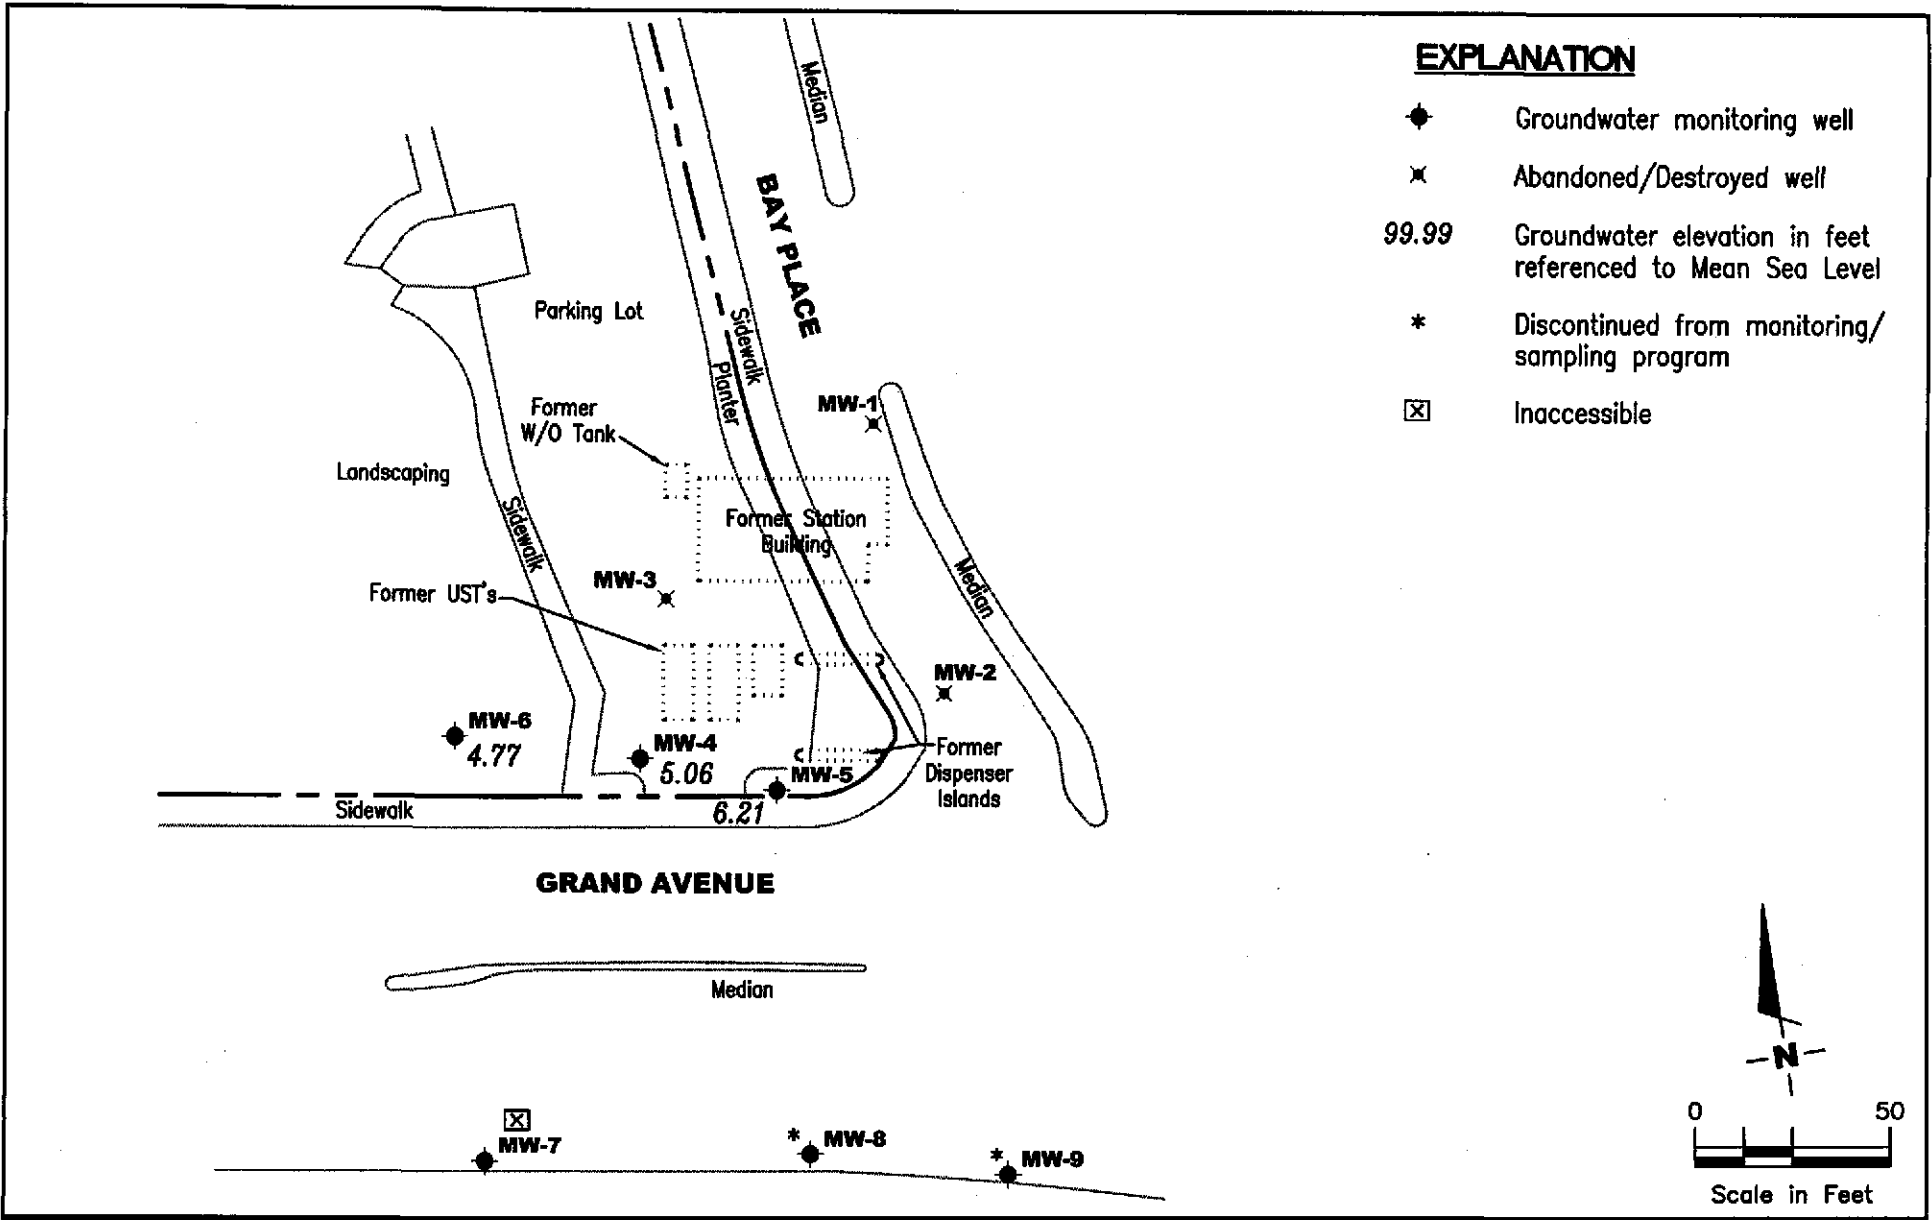 EXPLANATION
Groundwater monitoring well
Abandoned/Destroyed well
99.99
Groundwater elevation in feet
referenced to Mean Sea Level
*
Discontinued from monitoring/
sampling program
Inaccessible
Median
BAY PLACE
Sidewalk
Planter
Parking Lot
MW-1
Former
W/O Tank
Landscaping
Sidewalk
Former Station
Building
Median
MW-3
Former UST's
MW-2
MW-6
4.77
MW-4
5.06
MW-5
6.21
Former
Dispenser
Islands
Sidewalk
GRAND AVENUE
Median
MW-7
* MW-8
* MW-9
N
0 50
Scale in Feet